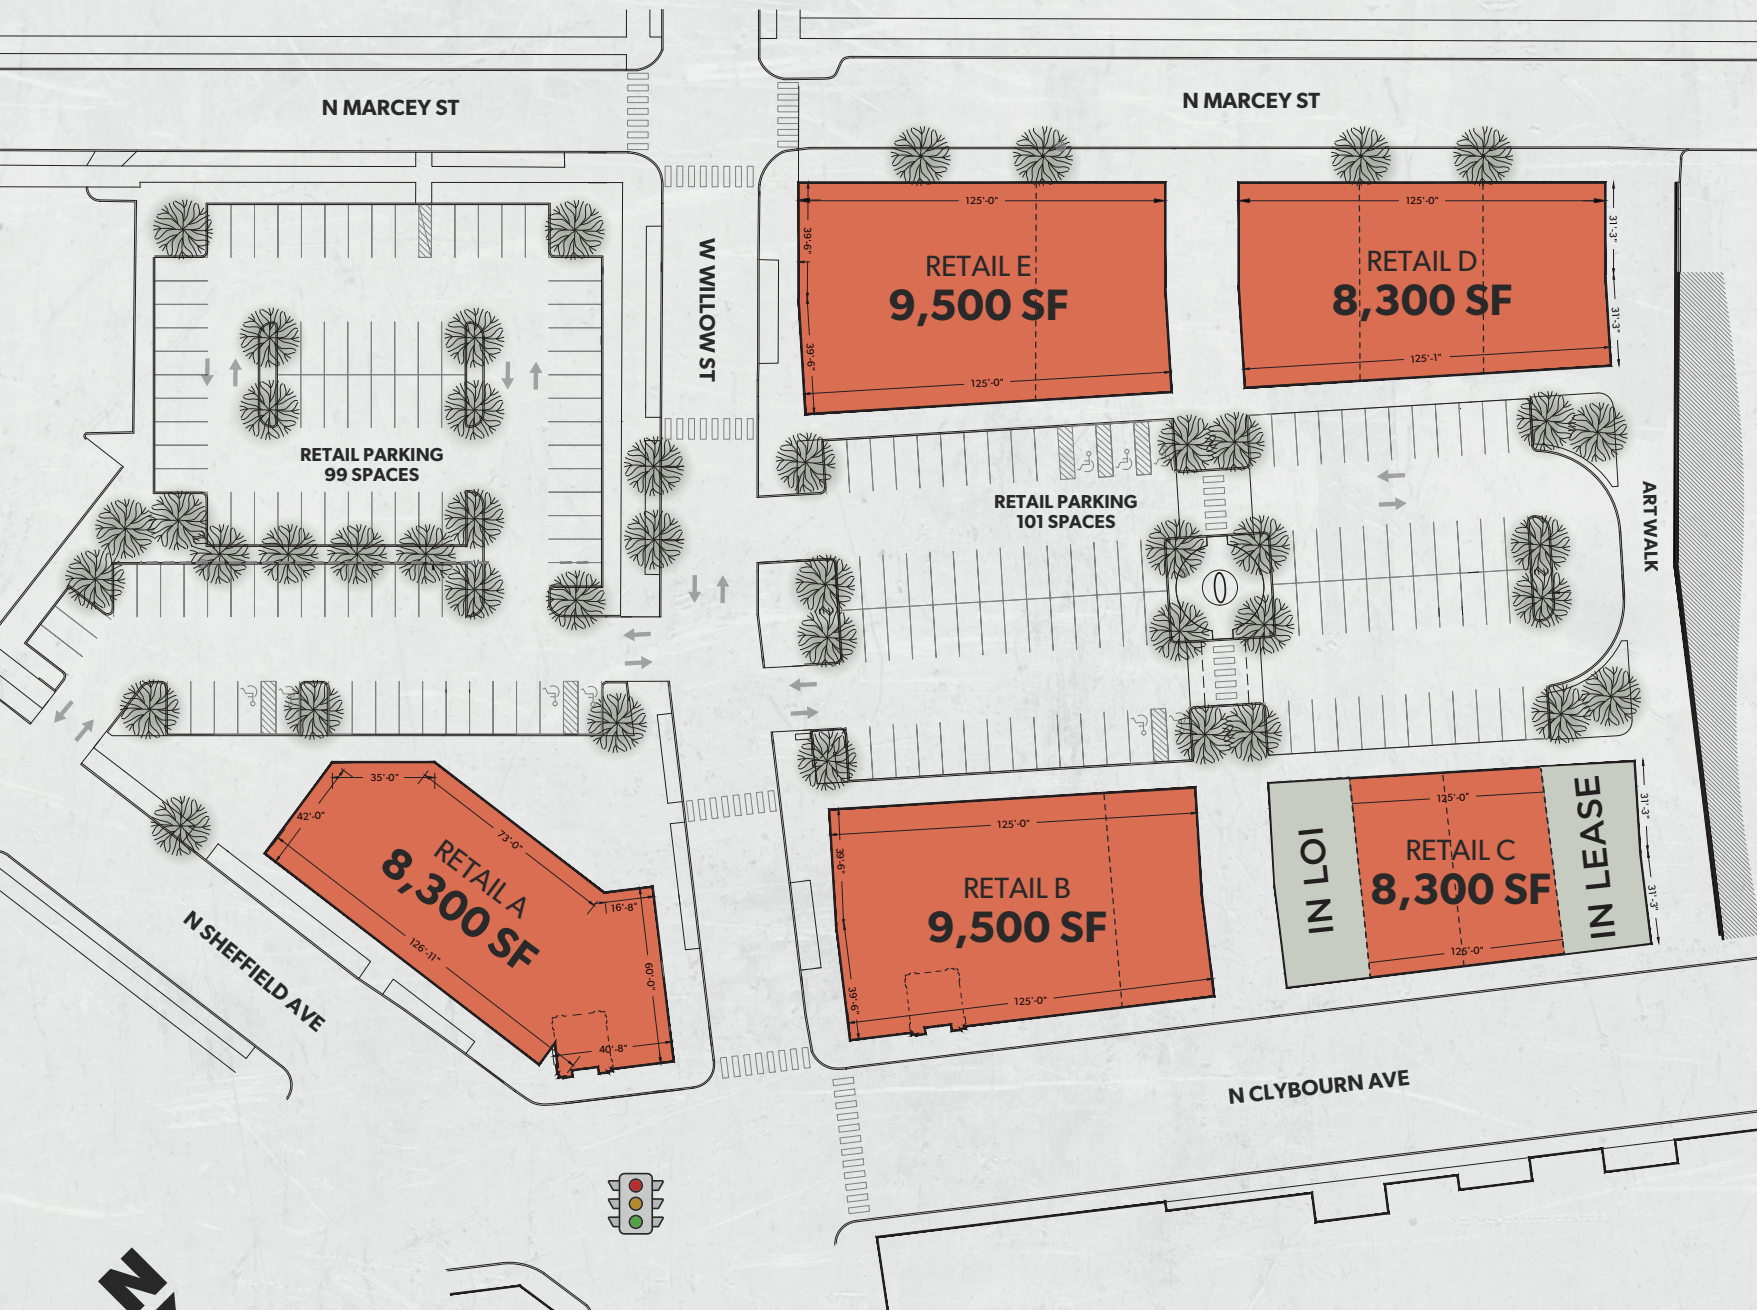 N MARCEY ST
N MARCEY ST
W WILLOW ST
125'-0"
39'-6"
39'-6"
RETAIL E
9,500 SF
125'-0"
125'-0"
31'-3"
31'-3"
RETAIL D
8,300 SF
125'-1"
RETAIL PARKING
99 SPACES
RETAIL PARKING
101 SPACES
ART WALK
35'-0"
42'-0"
73'-0"
RETAIL A
8,300 SF
16'-8"
126'-11"
60'-0"
40'-8"
N SHEFFIELD AVE
125'-0"
39'-6"
39'-6"
RETAIL B
9,500 SF
125'-0"
IN LOI
125'-0"
RETAIL C
8,300 SF
125'-0"
IN LEASE
31'-3"
31'-3"
N CLYBOURN AVE
N